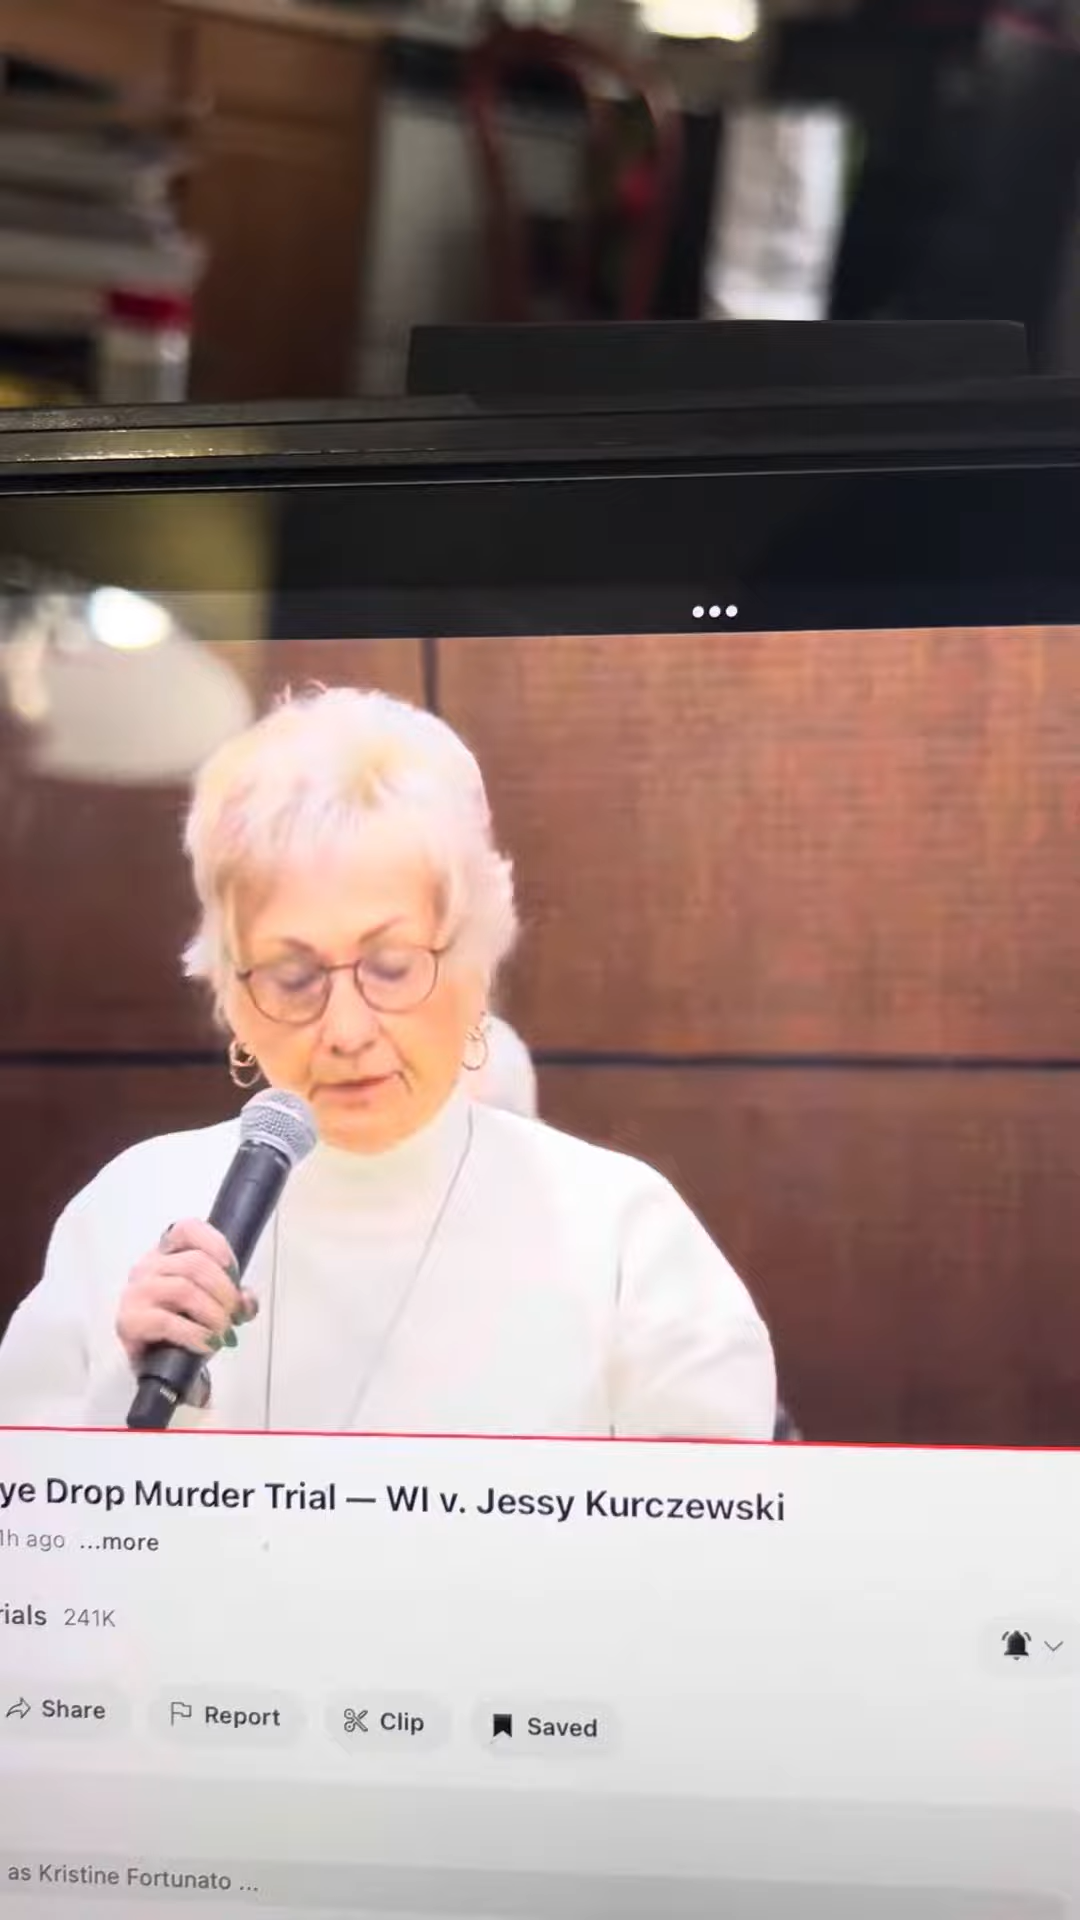 ye Drop Murder Trial — WI v. Jessy Kurczewski
1h ago ...more
rials 241K
Share Report Clip Saved
as Kristine Fortunato ...